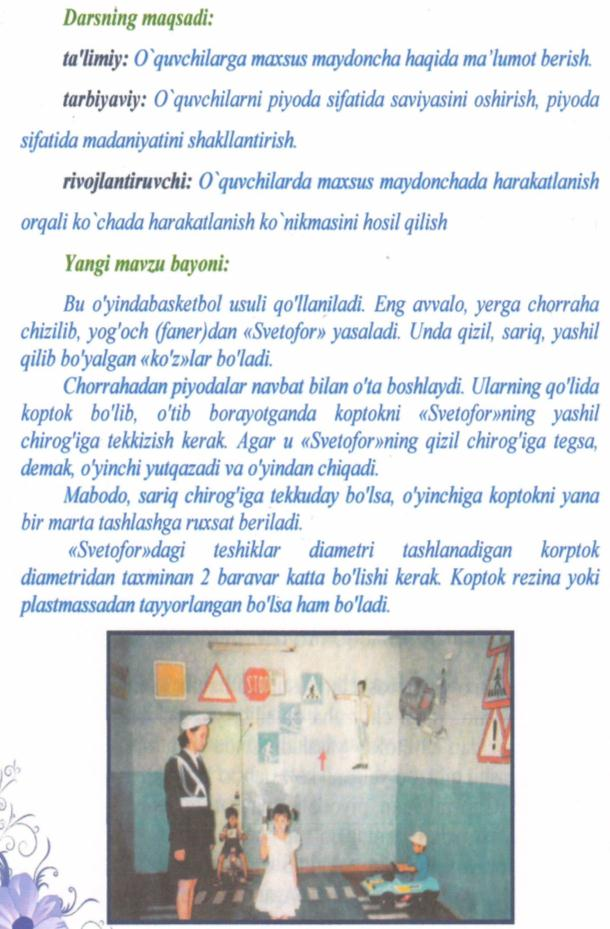 Darsning maqsadi:
ta'limiy: O`quvchilarga maxsus maydoncha haqida ma’lumot berish.
tarbiyaviy: O`quvchilarni piyoda sifatida saviyasini oshirish, piyoda
sifatida madaniyatini shakllantirish.
rivojlantiruvchi: O`quvchilarda maxsus maydonchada harakatlanish
orqali ko`chada harakatlanish ko`nikmasini hosil qilish
Yangi mavzu bayoni:
Bu o'yindabasketbol usuli qo'llaniladi. Eng avvalo, yerga chorraha
chizilib, yog'och (faner)dan «Svetofor» yasaladi. Unda qizil, sariq, yashil
qilib bo'yalgan «ko'z»lar bo'ladi.
Chorrahadan piyodalar navbat bilan o'ta boshlaydi. Ularning qo'lida
koptok bo'lib, o'tib borayotganda koptokni «Svetofor»ning yashil
chirog'iga tekkizish kerak. Agar u «Svetofor»ning qizil chirog'iga tegsa,
demak, o'yinchi yutqazadi va o'yindan chiqadi.
Mabodo, sariq chirog'iga tekkuday bo'lsa, o'yinchiga koptokni yana
bir marta tashlashga ruxsat beriladi.
«Svetofor»dagi teshiklar diametri tashlanadigan korptok
diametridan taxminan 2 baravar katta bo'lishi kerak. Koptok rezina yoki
plastmassadan tayyorlangan bo'lsa ham bo'ladi.
STOP